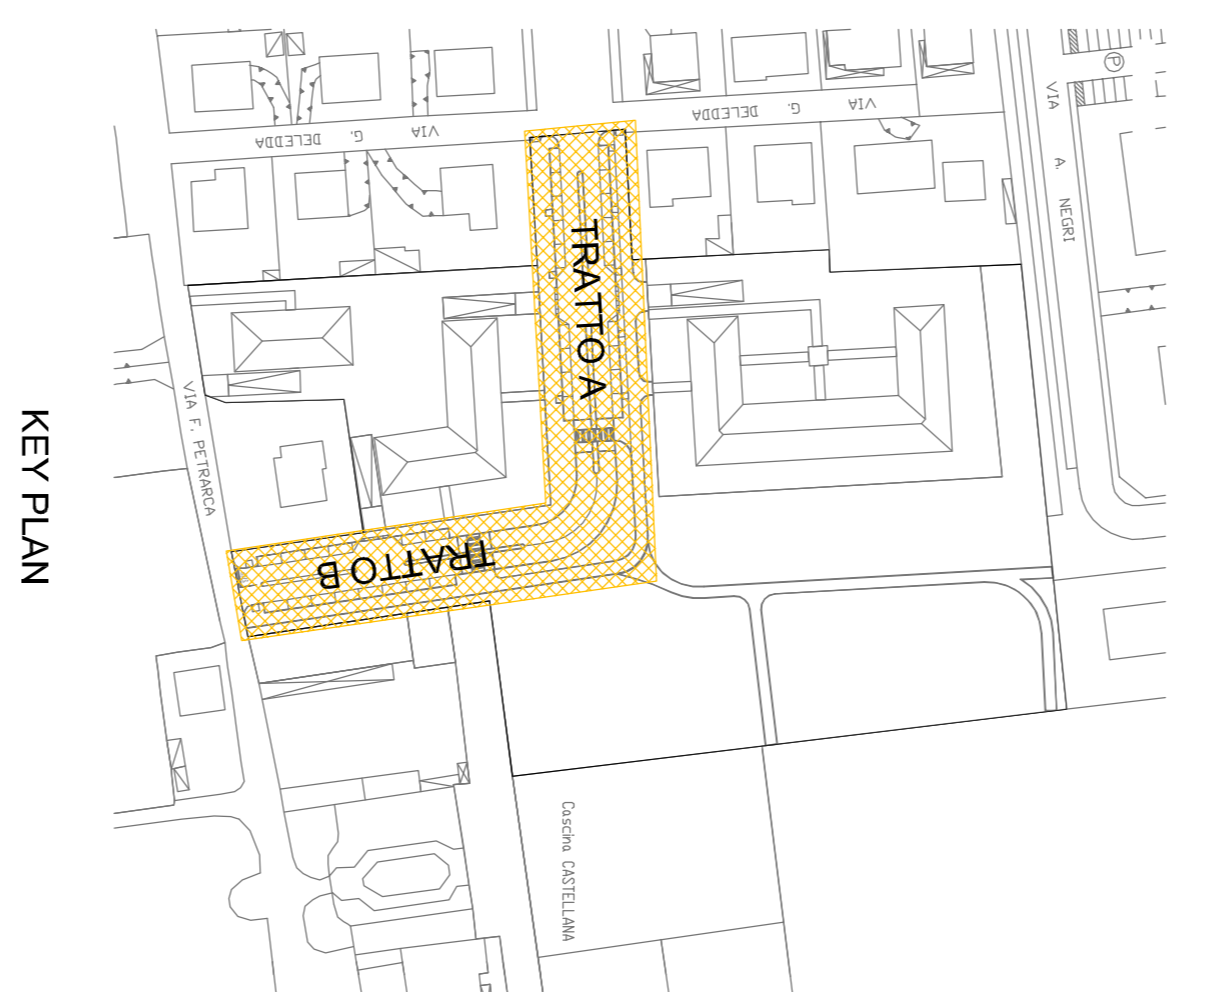 KEY PLAN
VIA G. DELEDDA
VIA G. DELEDDA
P
VIA A. NEGRI
TRATTO A
TRATTO B
VIA F. PETRARCA
Cascina CASTELLANA